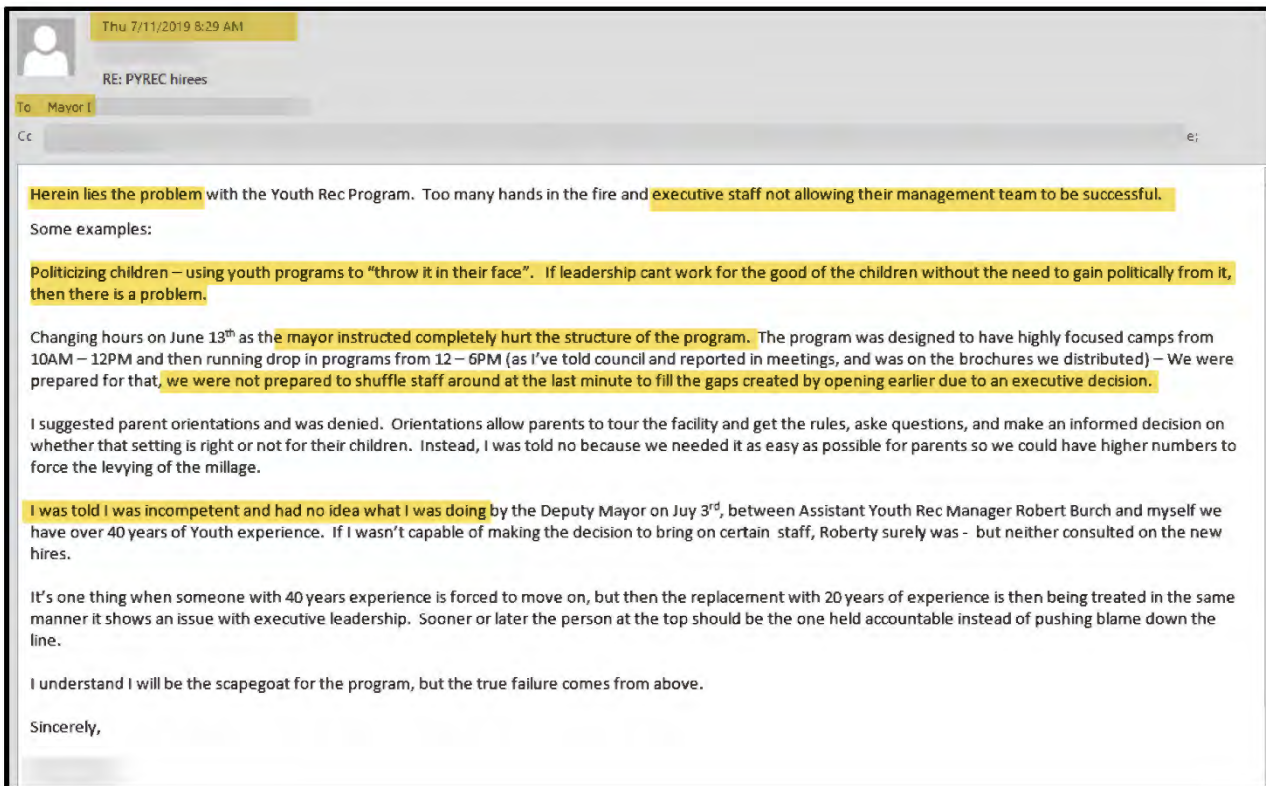 Thu 7/11/2019 8:29 AM
RE: PYREC hirees
To Mayor
Cc e;
Herein lies the problem with the Youth Rec Program. Too many hands in the fire and executive staff not allowing their management team to be successful.
Some examples:
Politicizing children – using youth programs to "throw it in their face". If leadership cant work for the good of the children without the need to gain politically from it,
then there is a problem.
Changing hours on June 13th as the mayor instructed completely hurt the structure of the program. The program was designed to have highly focused camps from
10AM – 12PM and then running drop in programs from 12 – 6PM (as I've told council and reported in meetings, and was on the brochures we distributed) – We were
prepared for that, we were not prepared to shuffle staff around at the last minute to fill the gaps created by opening earlier due to an executive decision.
I suggested parent orientations and was denied. Orientations allow parents to tour the facility and get the rules, aske questions, and make an informed decision on
whether that setting is right or not for their children. Instead, I was told no because we needed it as easy as possible for parents so we could have higher numbers to
force the levying of the millage.
I was told I was incompetent and had no idea what I was doing by the Deputy Mayor on Juy 3rd, between Assistant Youth Rec Manager Robert Burch and myself we
have over 40 years of Youth experience. If I wasn't capable of making the decision to bring on certain staff, Roberty surely was - but neither consulted on the new
hires.
It's one thing when someone with 40 years experience is forced to move on, but then the replacement with 20 years of experience is then being treated in the same
manner it shows an issue with executive leadership. Sooner or later the person at the top should be the one held accountable instead of pushing blame down the
line.
I understand I will be the scapegoat for the program, but the true failure comes from above.
Sincerely,